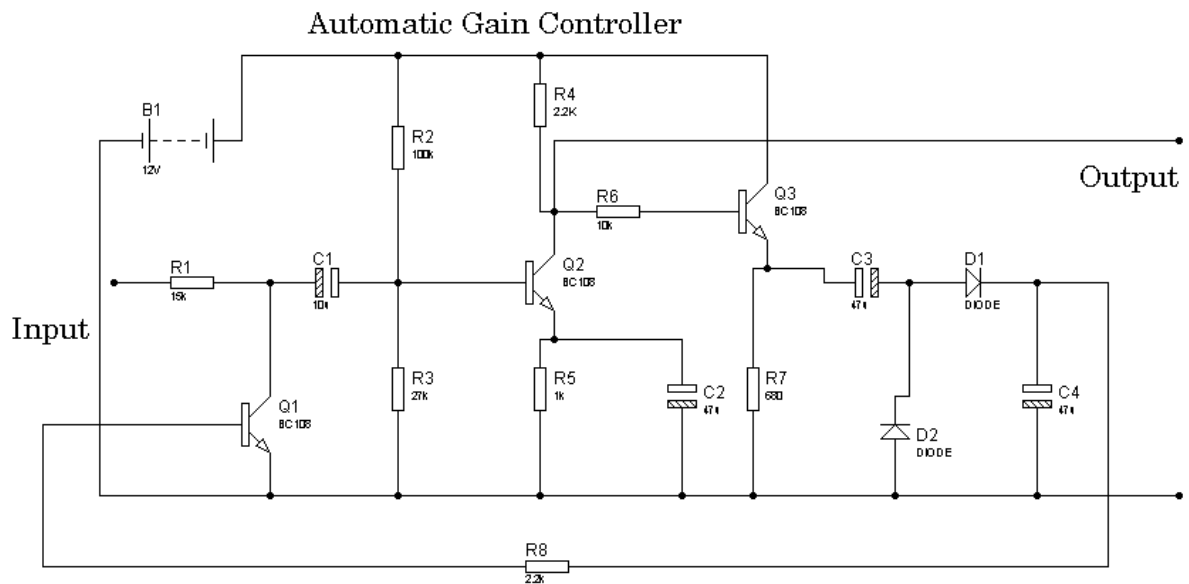 Automatic Gain Controller
B1
12V
R4
2.2K
R2
100k
Output
Q3
BC108
R6
10k
R1
15k
C1
10u
Q2
BC108
C3
47u
D1
DIODE
Input
R3
27k
R5
1k
C2
47u
R7
680
C4
47u
Q1
BC108
D2
DIODE
R8
2.2k